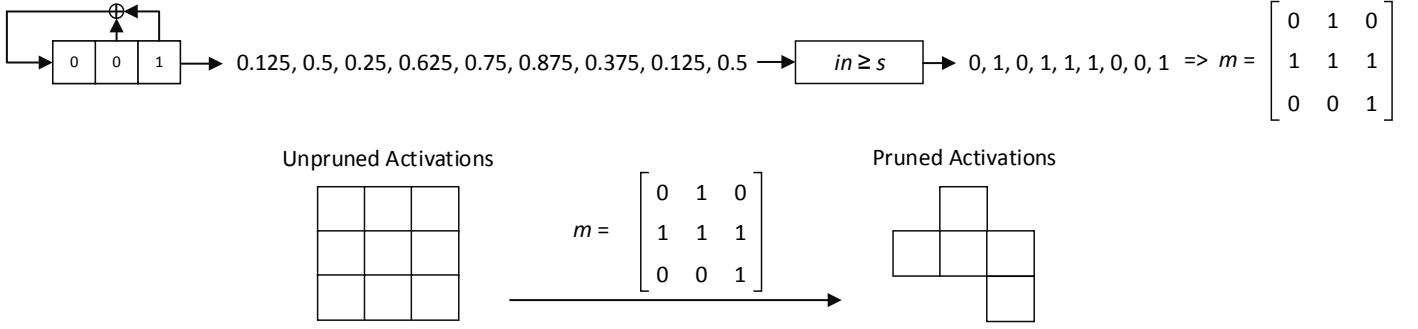 0 0 1 0.125, 0.5, 0.25, 0.625, 0.75, 0.875, 0.375, 0.125, 0.5 in ≥ s 0, 1, 0, 1, 1, 1, 0, 0, 1 => m =
0 1 0
1 1 1
0 0 1
Unpruned Activations
m =
0 1 0
1 1 1
0 0 1
Pruned Activations